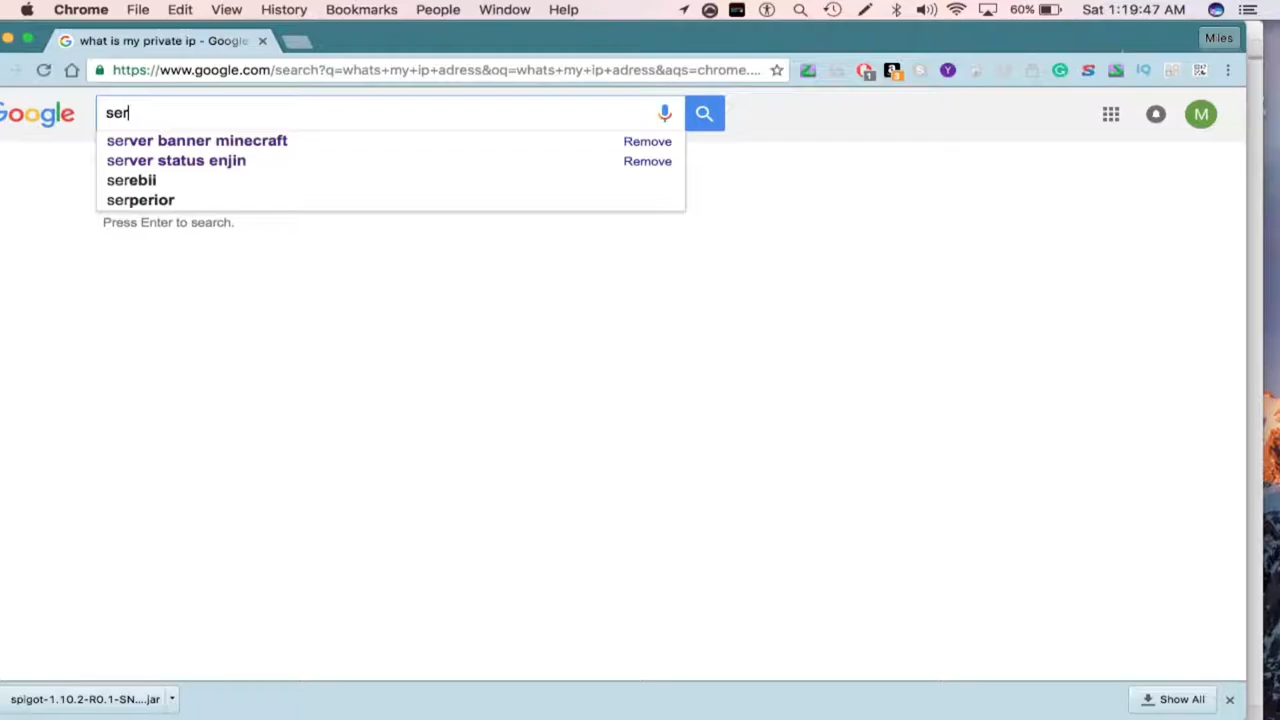 Chrome File Edit View History Bookmarks People Window Help 60% Sat 1:19:47 AM
what is my private ip - Google Miles
https://www.google.com/search?q=whats+my+ip+adress&oq=whats+my+ip+adress&aqs=chrome....
Google ser M
server banner minecraft Remove
server status enjin Remove
serebii
serperior
Press Enter to search.
spigot-1.10.2-R0.1-SN....jar Show All